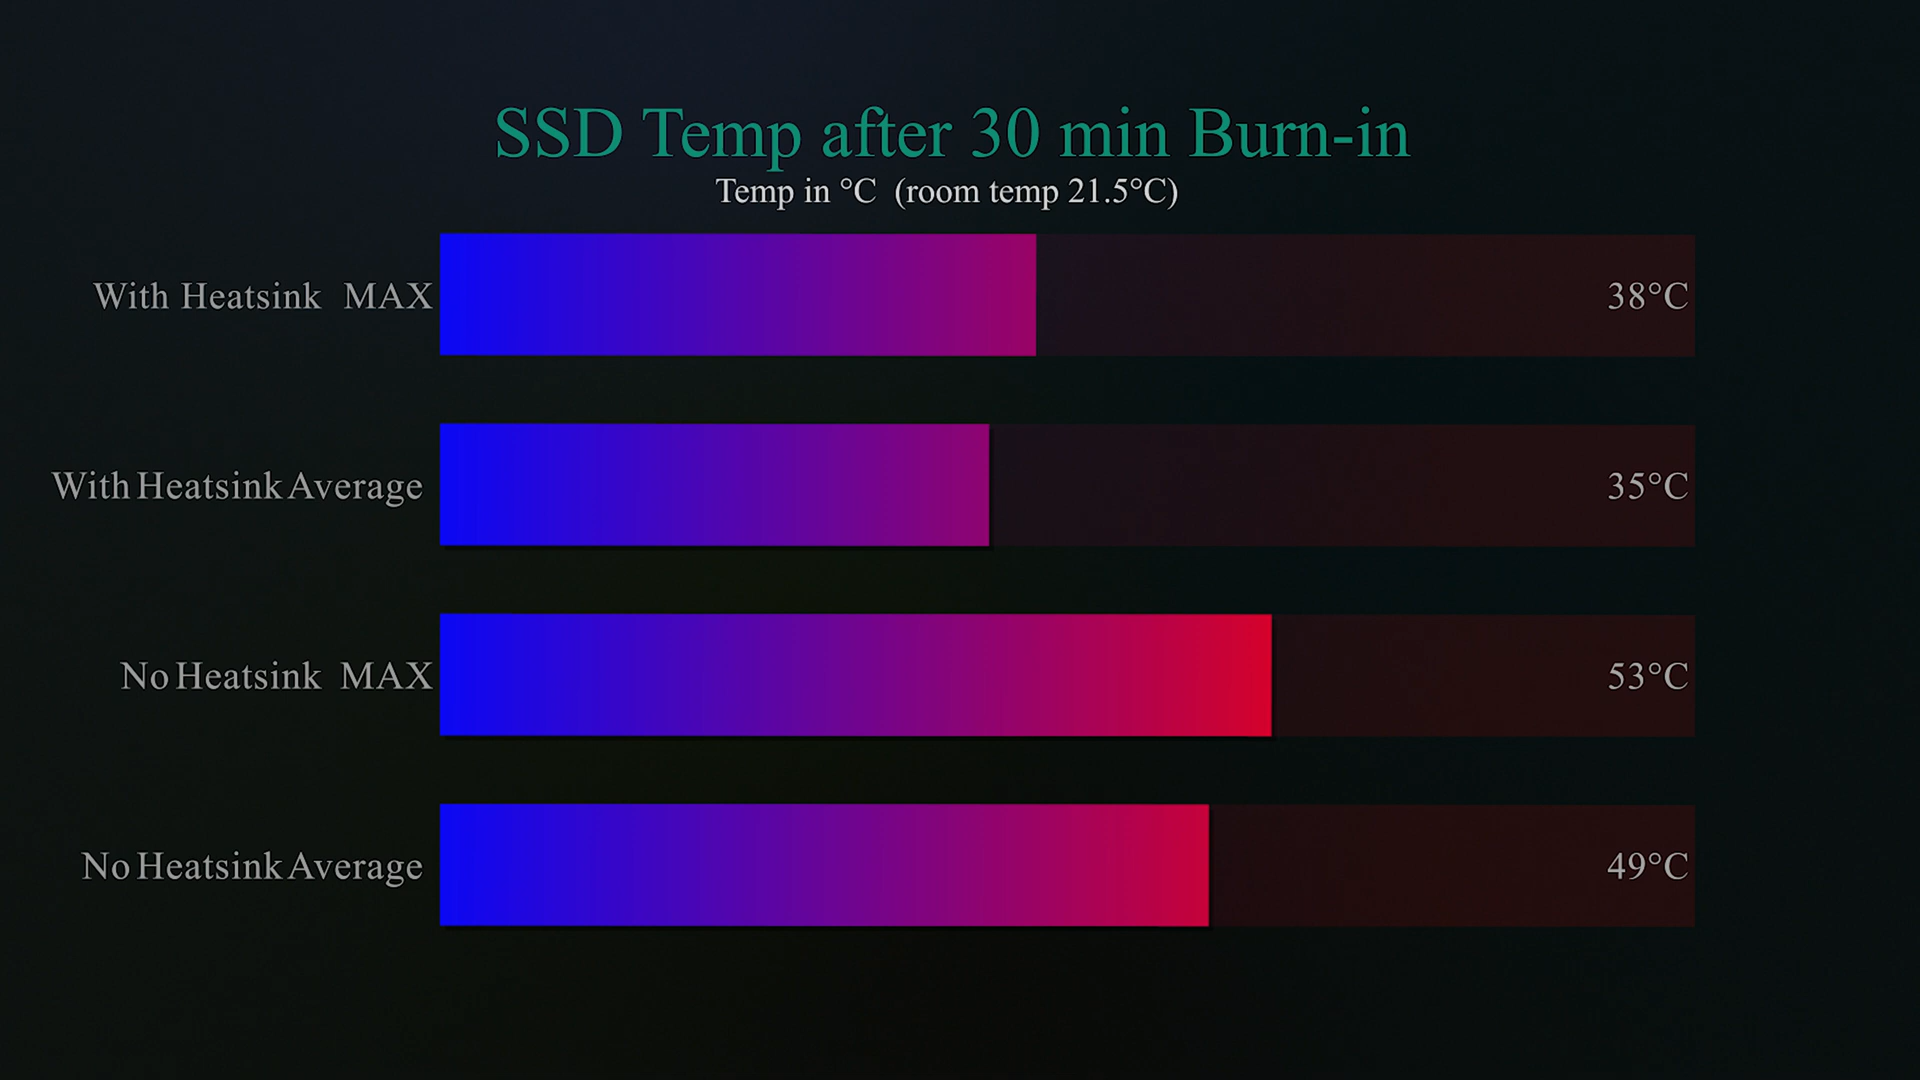 SSD Temp after 30 min Burn-in
Temp in °C (room temp 21.5°C)
With Heatsink MAX 38°C
With Heatsink Average 35°C
No Heatsink MAX 53°C
No Heatsink Average 49°C